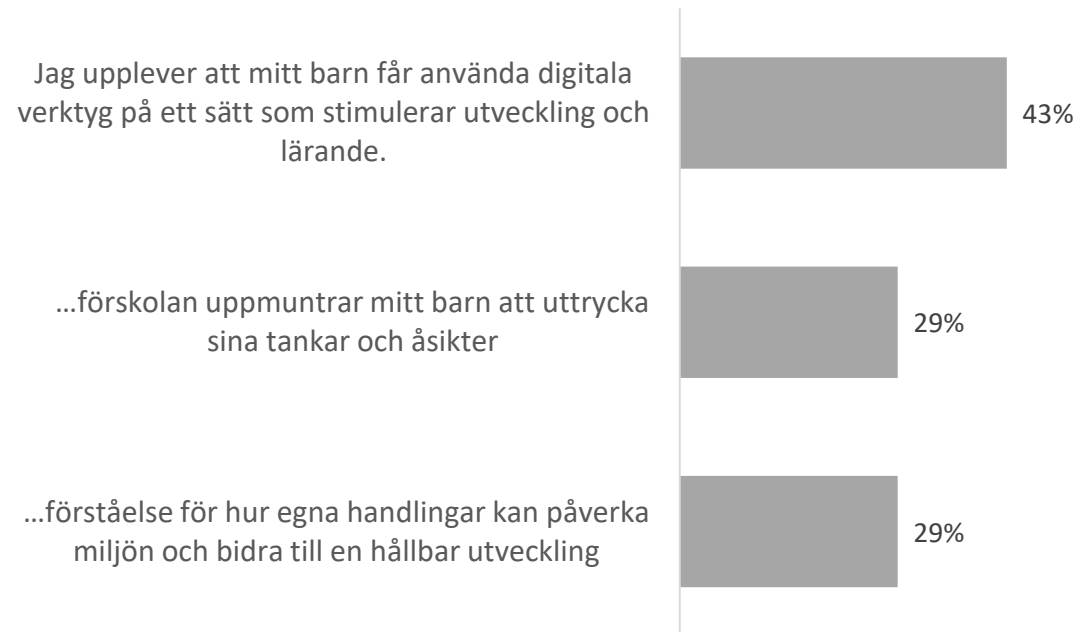 Jag upplever att mitt barn får använda digitala
verktyg på ett sätt som stimulerar utveckling och
lärande.
43%
…förskolan uppmuntrar mitt barn att uttrycka
sina tankar och åsikter
29%
…förståelse för hur egna handlingar kan påverka
miljön och bidra till en hållbar utveckling
29%